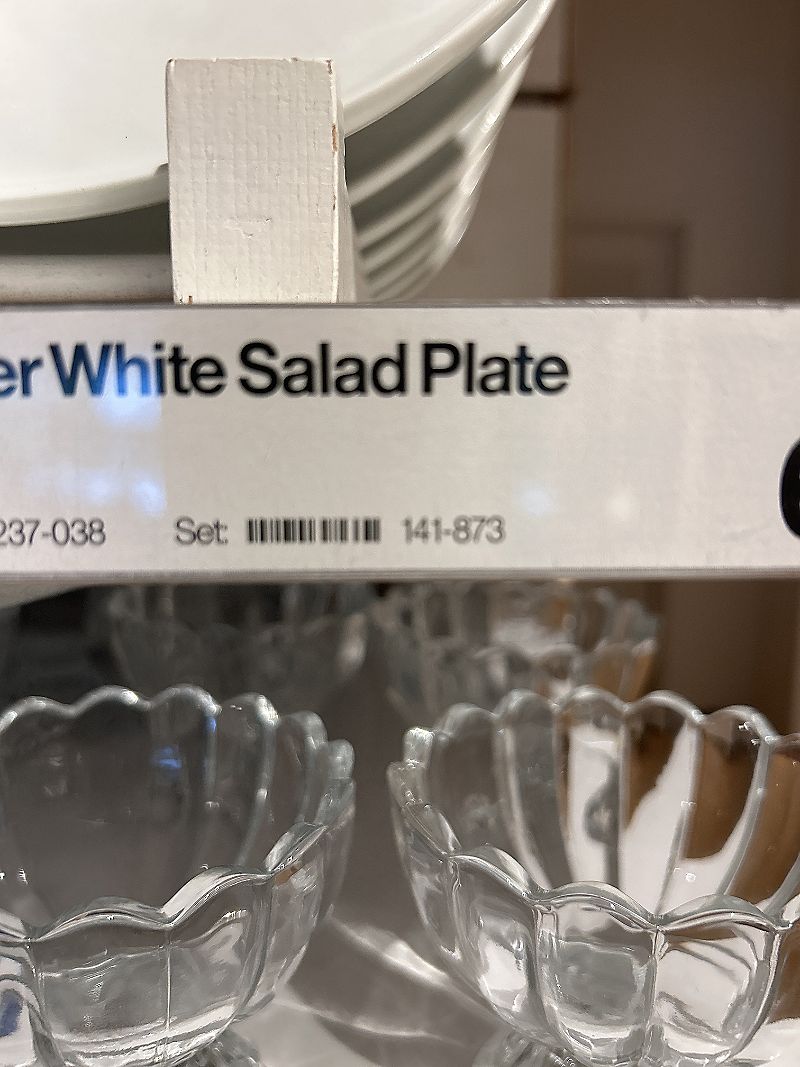 er White Salad Plate
237-038 Set: 141-873